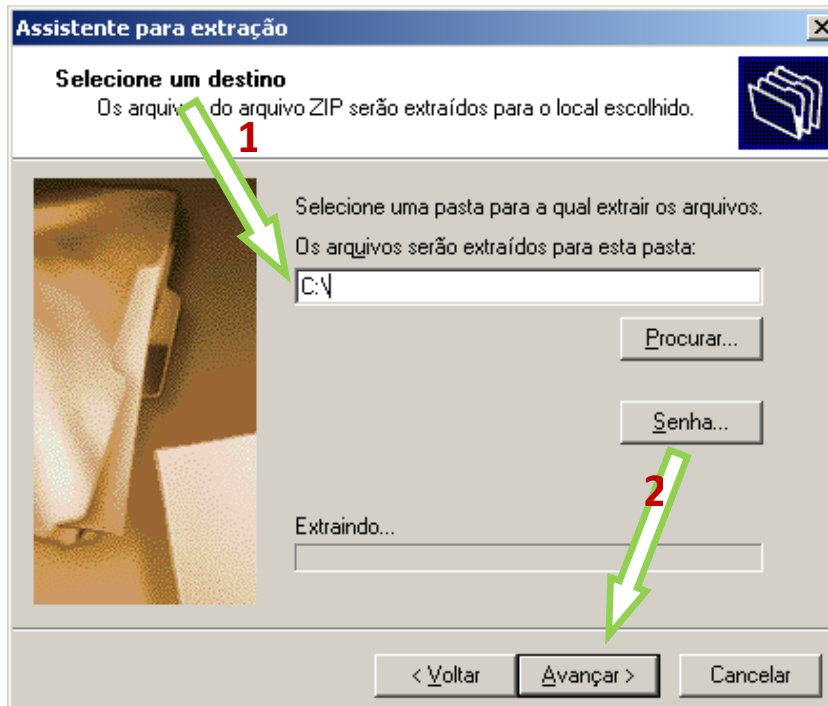 Assistente para extração
Selecione um destino
Os arquivos do arquivo ZIP serão extraídos para o local escolhido.
1
Selecione uma pasta para a qual extrair os arquivos.
Os arquivos serão extraídos para esta pasta:
C:\
Procurar...
Senha...
2
Extraindo...
< Voltar
Avançar >
Cancelar